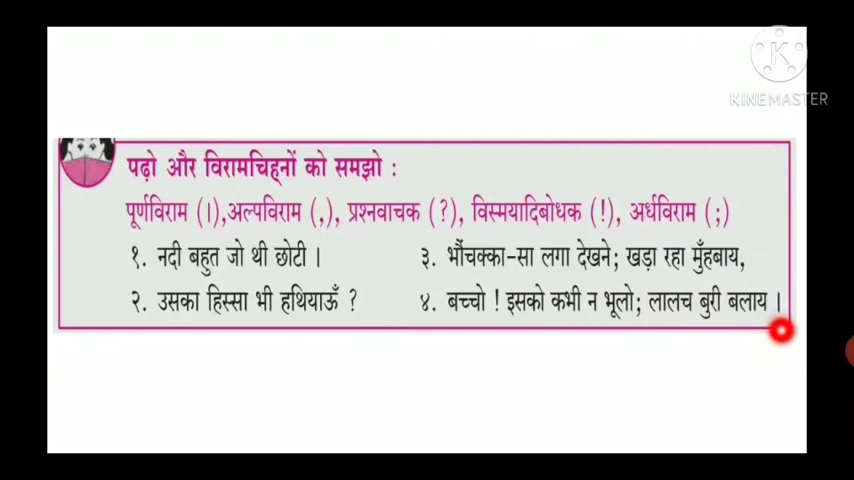 KINEMASTER
पढ़ो और विरामचिह्नों को समझो :
पूर्णविराम (।),अल्पविराम (,), प्रश्नवाचक (?), विस्मयादिबोधक (!), अर्धविराम (;)
१. नदी बहुत जो थी छोटी ।
३. भौंचक्का-सा लगा देखने; खड़ा रहा मुँहबाय,
२. उसका हिस्सा भी हथियाऊँ ?
४. बच्चो ! इसको कभी न भूलो; लालच बुरी बलाय ।